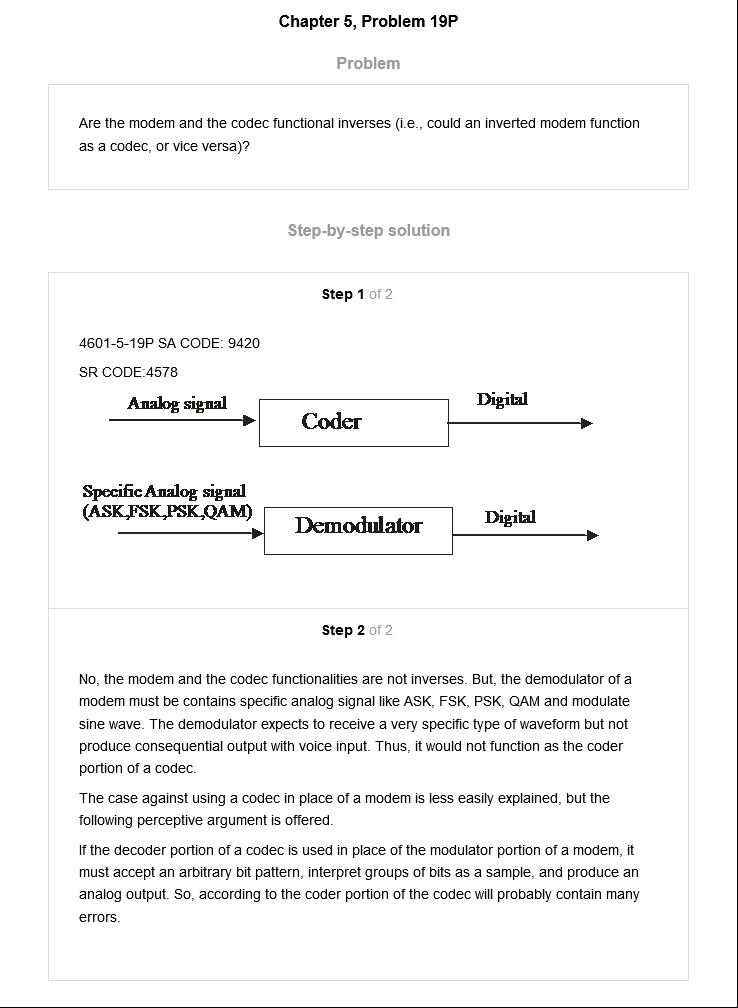 Chapter 5, Problem 19P
Problem
Are the modem and the codec functional inverses (i.e., could an inverted modem function
as a codec, or vice versa)?
Step-by-step solution
Step 1 of 2
4601-5-19P SA CODE: 9420
SR CODE:4578
Analog signal
Coder
Digital
Specific Analog signal
(ASK,FSK,PSK,QAM)
Demodulator
Digital
Step 2 of 2
No, the modem and the codec functionalities are not inverses. But, the demodulator of a
modem must be contains specific analog signal like ASK, FSK, PSK, QAM and modulate
sine wave. The demodulator expects to receive a very specific type of waveform but not
produce consequential output with voice input. Thus, it would not function as the coder
portion of a codec.
The case against using a codec in place of a modem is less easily explained, but the
following perceptive argument is offered.
If the decoder portion of a codec is used in place of the modulator portion of a modem, it
must accept an arbitrary bit pattern, interpret groups of bits as a sample, and produce an
analog output. So, according to the coder portion of the codec will probably contain many
errors.